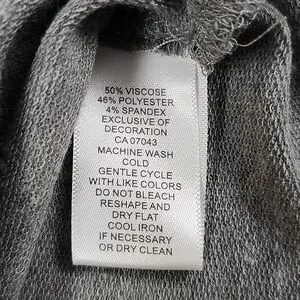 50% VISCOSE
46% POLYESTER
4% SPANDEX
EXCLUSIVE OF
DECORATION
CA 07043
MACHINE WASH
COLD
GENTLE CYCLE
WITH LIKE COLORS
DO NOT BLEACH
RESHAPE AND
DRY FLAT
COOL IRON
IF NECESSARY
OR DRY CLEAN